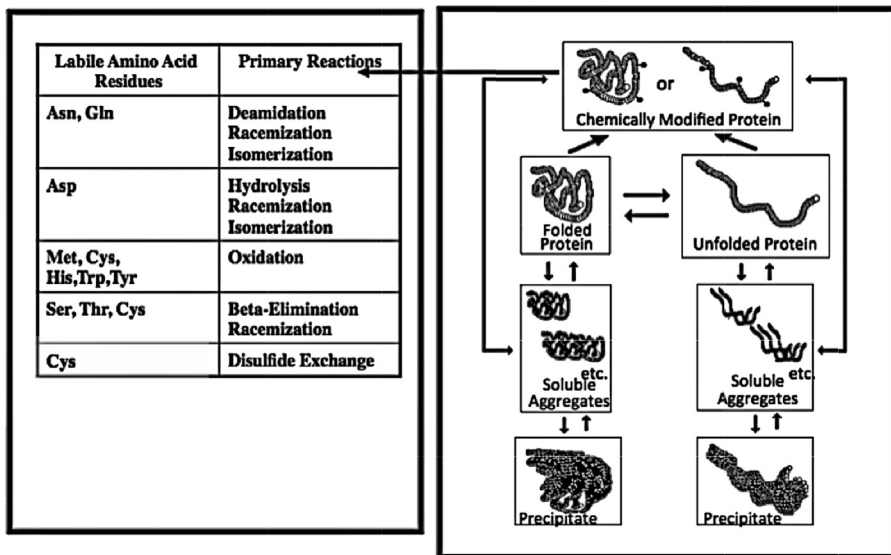 Labile Amino Acid Residues
Primary Reactions
Asn, Gln
Deamidation
Racemization
Isomerization
Asp
Hydrolysis
Racemization
Isomerization
Met, Cys,
His,Trp,Tyr
Oxidation
Ser, Thr, Cys
Beta-Elimination
Racemization
Cys
Disulfide Exchange
or
Chemically Modified Protein
Folded
Protein
Unfolded Protein
etc.
Soluble
Aggregates
etc.
Soluble
Aggregates
Precipitate
Precipitate